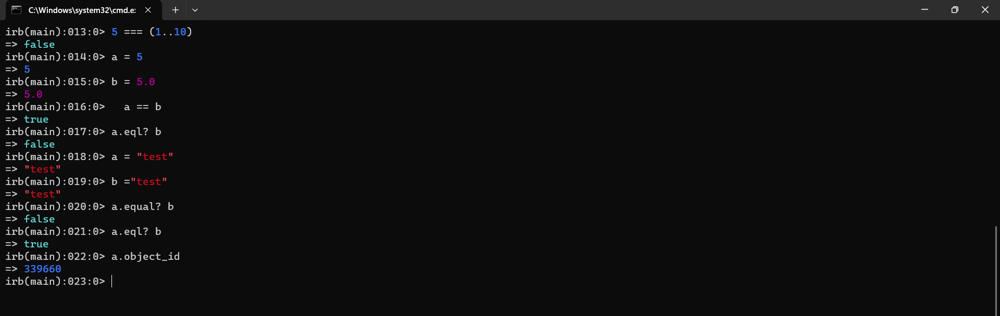 C:\Windows\system32\cmd.e
irb(main):013:0> 5 === (1..10)
=> false
irb(main):014:0> a = 5
=> 5
irb(main):015:0> b = 5.0
=> 5.0
irb(main):016:0>   a == b
=> true
irb(main):017:0> a.eql? b
=> false
irb(main):018:0> a = "test"
=> "test"
irb(main):019:0> b ="test"
=> "test"
irb(main):020:0> a.equal? b
=> false
irb(main):021:0> a.eql? b
=> true
irb(main):022:0> a.object_id
=> 339660
irb(main):023:0>